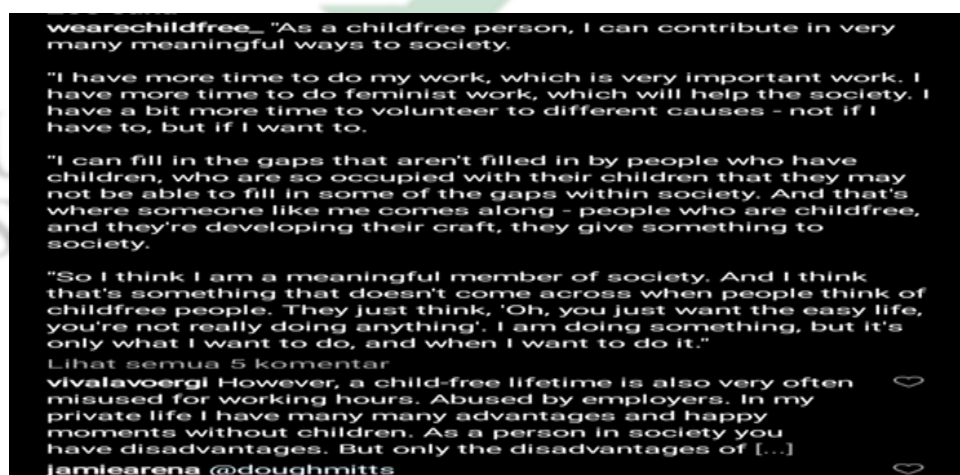 wearechildfree_ "As a childfree person, I can contribute in very
many meaningful ways to society.
"I have more time to do my work, which is very important work. I
have more time to do feminist work, which will help the society. I
have a bit more time to volunteer to different causes - not if I
have to, but if I want to.
"I can fill in the gaps that aren't filled in by people who have
children, who are so occupied with their children that they may
not be able to fill in some of the gaps within society. And that's
where someone like me comes along - people who are childfree,
and they're developing their craft, they give something to
society.
"So I think I am a meaningful member of society. And I think
that's something that doesn't come across when people think of
childfree people. They just think, 'Oh, you just want the easy life,
you're not really doing anything'. I am doing something, but it's
only what I want to do, and when I want to do it."
Lihat semua 5 komentar
vivalavoergi However, a child-free lifetime is also very often
misused for working hours. Abused by employers. In my
private life I have many many advantages and happy
moments without children. As a person in society you
have disadvantages. But only the disadvantages of [...]
jamiearena @doughmitts